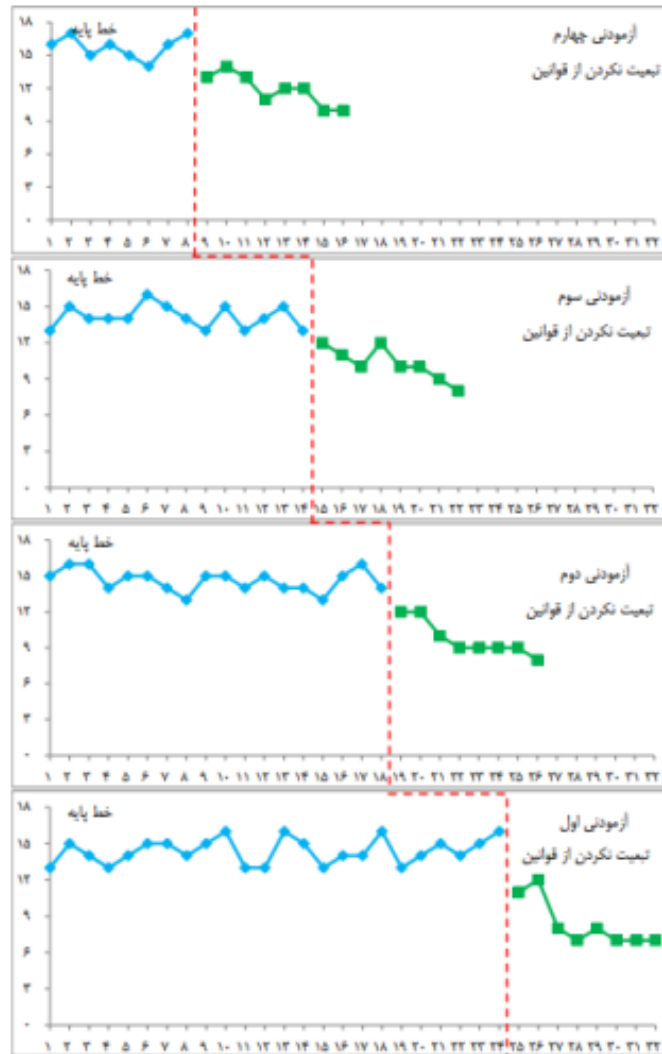 آزمودنی چهارم
تبعیت نکردن از قوانین
خط پایه
۱۸
۱۵
۱۲
۹
۶
۳
۰
۱ ۲ ۳ ۴ ۵ ۶ ۷ ۸ ۹ ۱۰ ۱۱ ۱۲ ۱۳ ۱۴ ۱۵ ۱۶ ۱۷ ۱۸ ۱۹ ۲۰ ۲۱ ۲۲ ۲۳ ۲۴ ۲۵ ۲۶ ۲۷ ۲۸ ۲۹ ۳۰ ۳۱ ۳۲
آزمودنی سوم
تبعیت نکردن از قوانین
خط پایه
۱۸
۱۵
۱۲
۹
۶
۳
۰
۱ ۲ ۳ ۴ ۵ ۶ ۷ ۸ ۹ ۱۰ ۱۱ ۱۲ ۱۳ ۱۴ ۱۵ ۱۶ ۱۷ ۱۸ ۱۹ ۲۰ ۲۱ ۲۲ ۲۳ ۲۴ ۲۵ ۲۶ ۲۷ ۲۸ ۲۹ ۳۰ ۳۱ ۳۲
آزمودنی دوم
تبعیت نکردن از قوانین
خط پایه
۱۸
۱۵
۱۲
۹
۶
۳
۰
۱ ۲ ۳ ۴ ۵ ۶ ۷ ۸ ۹ ۱۰ ۱۱ ۱۲ ۱۳ ۱۴ ۱۵ ۱۶ ۱۷ ۱۸ ۱۹ ۲۰ ۲۱ ۲۲ ۲۳ ۲۴ ۲۵ ۲۶ ۲۷ ۲۸ ۲۹ ۳۰ ۳۱ ۳۲
آزمودنی اول
تبعیت نکردن از قوانین
خط پایه
۱۸
۱۵
۱۲
۹
۶
۳
۰
۱ ۲ ۳ ۴ ۵ ۶ ۷ ۸ ۹ ۱۰ ۱۱ ۱۲ ۱۳ ۱۴ ۱۵ ۱۶ ۱۷ ۱۸ ۱۹ ۲۰ ۲۱ ۲۲ ۲۳ ۲۴ ۲۵ ۲۶ ۲۷ ۲۸ ۲۹ ۳۰ ۳۱ ۳۲